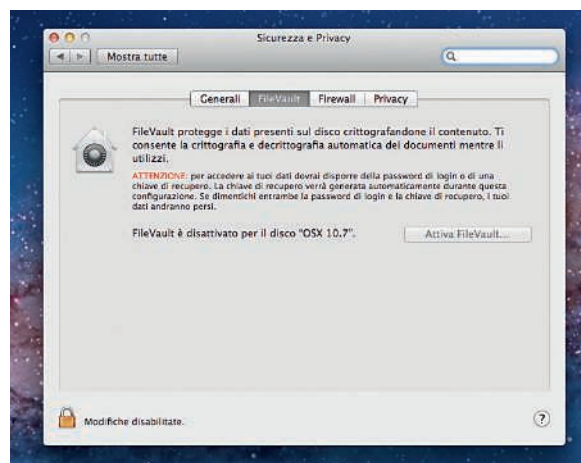 Sicurezza e Privacy
Mostra tutte
Generali FileVault Firewall Privacy
FileVault protegge i dati presenti sul disco crittografandone il contenuto. Ti
consente la crittografia e decrittografia automatica dei documenti mentre li
utilizzi.
ATTENZIONE: per accedere ai tuoi dati dovrai disporre della password di login o di una
chiave di recupero. La chiave di recupero verrà generata automaticamente durante questa
configurazione. Se dimentichi entrambe la password di login e la chiave di recupero, i tuoi
dati andranno persi.
FileVault è disattivato per il disco "OSX 10.7".
Attiva FileVault...
Modifiche disabilitate.
?